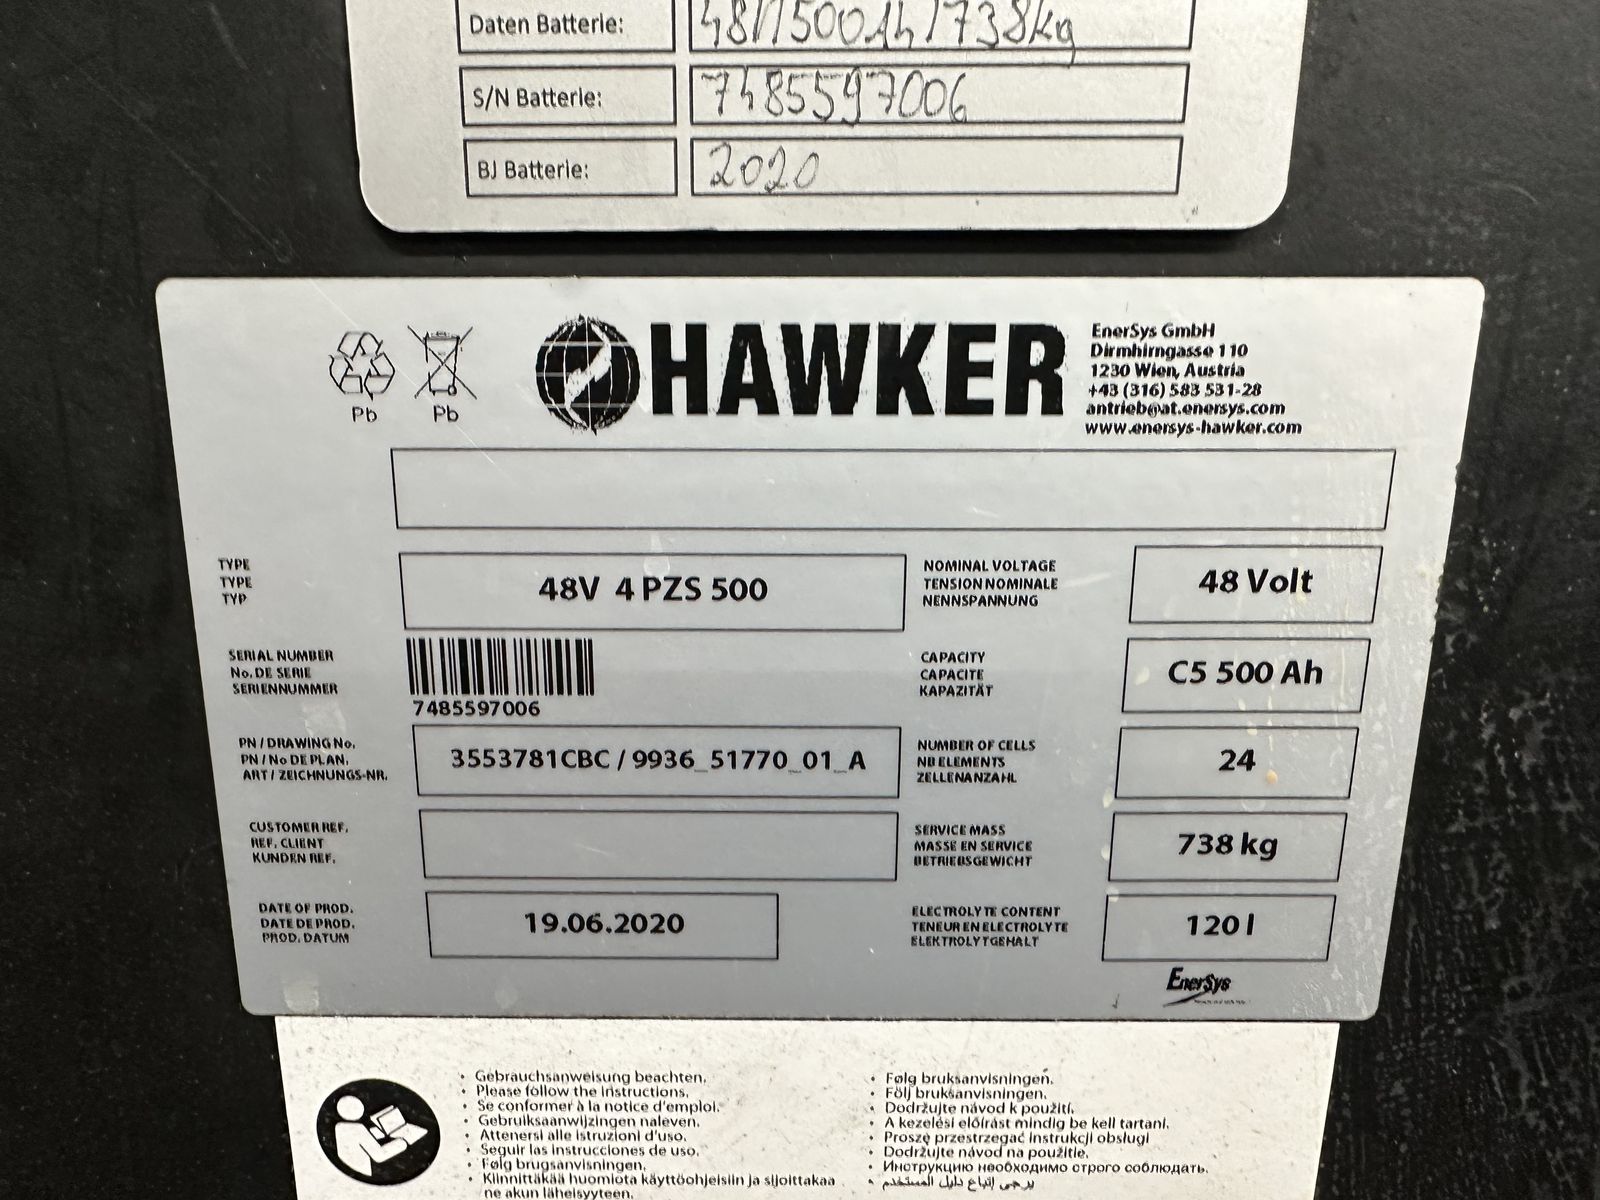 Daten Batterie: 48V/500Ah/738kg
S/N Batterie: 7485597006
BJ Batterie: 2020
Pb Pb
HAWKER
EnerSys GmbH
Dirmhirngasse 110
1230 Wien, Austria
+43 (316) 583 531-28
antrieb@at.enersys.com
www.enersys-hawker.com
TYPE
TYPE
TYP
48V 4 PZS 500
NOMINAL VOLTAGE
TENSION NOMINALE
NENNSPANNUNG
48 Volt
SERIAL NUMBER
No. DE SERIE
SERIENNUMMER
7485597006
CAPACITY
CAPACITE
KAPAZITÄT
C5 500 Ah
PN / DRAWING No.
PN / No DE PLAN.
ART / ZEICHNUNGS-NR.
3553781CBC / 9936_51770_01_A
NUMBER OF CELLS
NB ELEMENTS
ZELLENANZAHL
24
CUSTOMER REF.
REF. CLIENT
KUNDEN REF.
SERVICE MASS
MASSE EN SERVICE
BETRIEBSGEWICHT
738 kg
DATE OF PROD.
DATE DE PROD.
PROD. DATUM
19.06.2020
ELECTROLYTE CONTENT
TENEUR EN ELECTROLYTE
ELEKTROLYTGEHALT
120 l
EnerSys
• Gebrauchsanweisung beachten.
• Please follow the instructions.
• Se conformer à la notice d'emploi.
• Gebruiksaanwijzingen naleven.
• Attenersi alle istruzioni d'uso.
• Seguir las instrucciones de uso.
• Følg brugsanvisningen.
• Kiinnittäkää huomiota käyttöohjeisiin ja sijoittakaa
ne akun läheisyyteen.
• Følg bruksanvisningen.
• Följ bruksanvisningen.
• Dodržujte návod k použití.
• A kezelési előírást mindig be kell tartani.
• Proszę przestrzegać instrukcji obsługi
• Dodržujte návod na použitie.
• Инструкцию необходимо строго соблюдать.
• يرجى إتباع دليل المستخدم